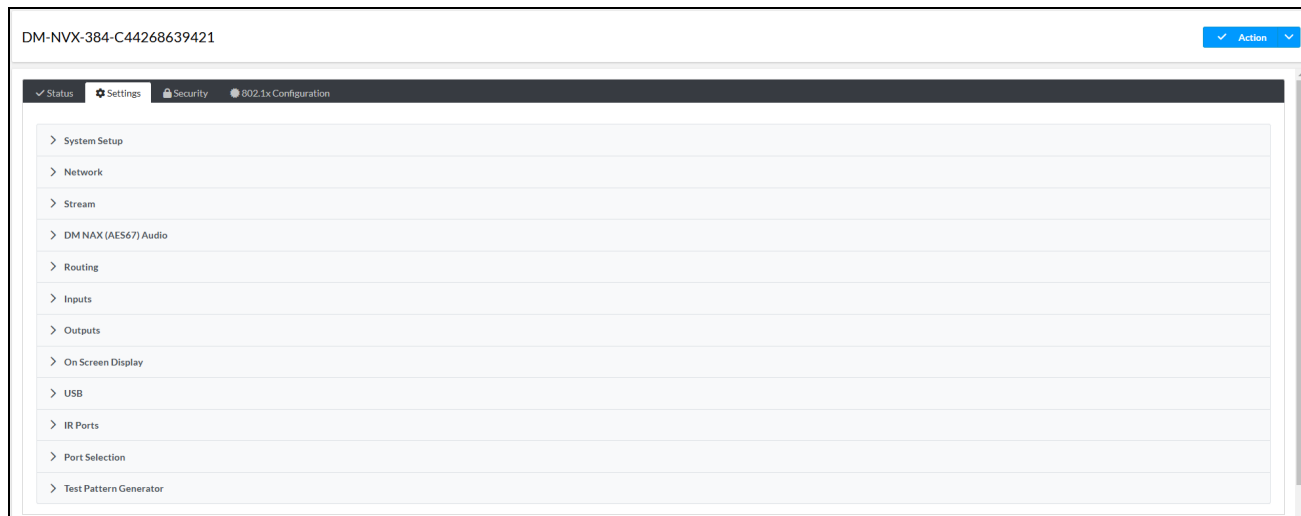 DM-NVX-384-C44268639421
Action
Status Settings Security 802.1x Configuration
System Setup
Network
Stream
DM NAX (AES67) Audio
Routing
Inputs
Outputs
On Screen Display
USB
IR Ports
Port Selection
Test Pattern Generator